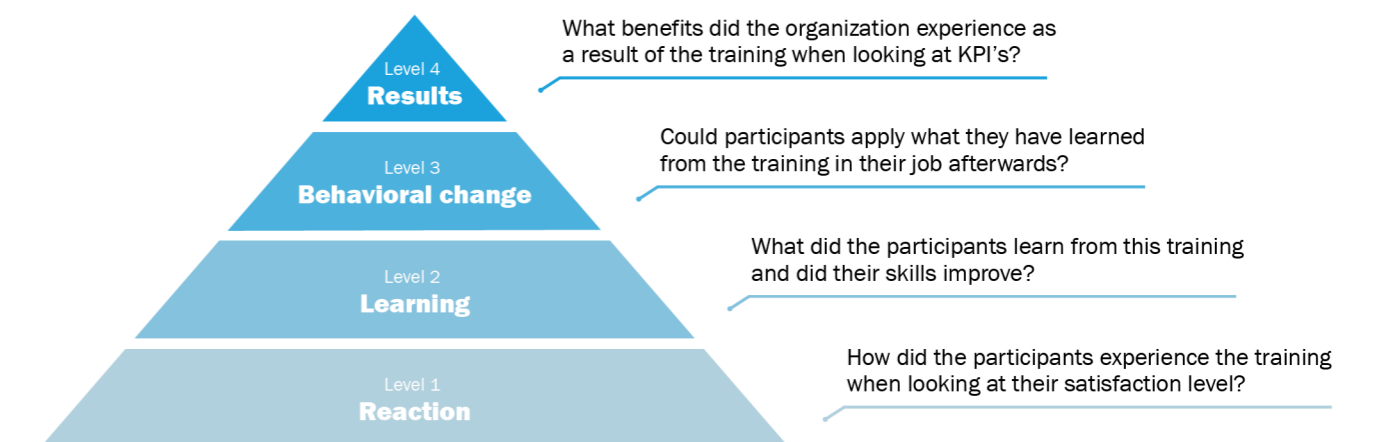 What benefits did the organization experience as
a result of the training when looking at KPI's?
Level 4
Results
Could participants apply what they have learned
from the training in their job afterwards?
Level 3
Behavioral change
What did the participants learn from this training
and did their skills improve?
Level 2
Learning
How did the participants experience the training
when looking at their satisfaction level?
Level 1
Reaction